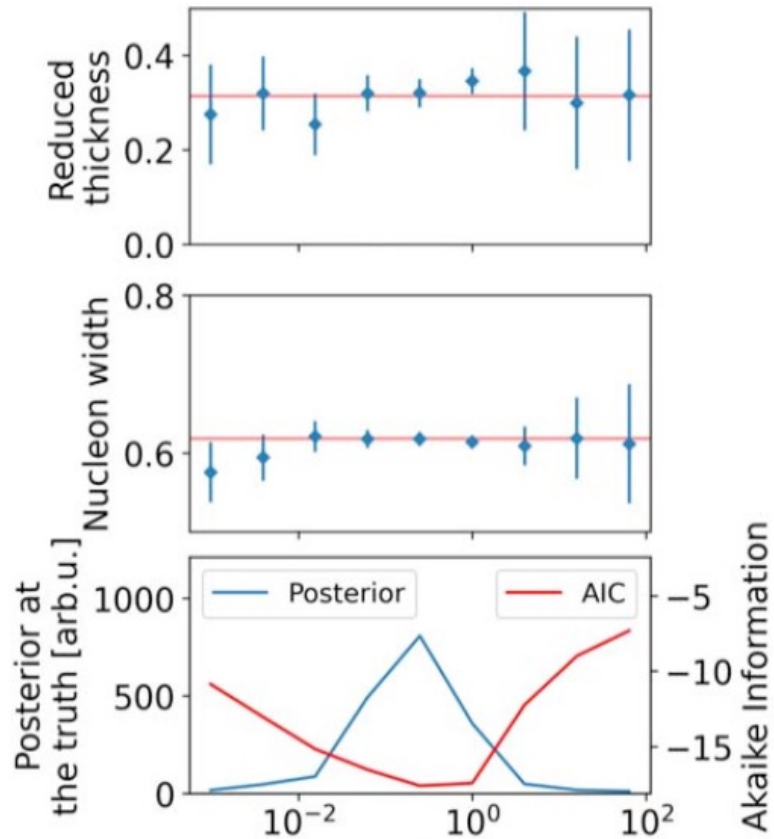 Reduced
thickness
0.4
0.2
0.0
Nucleon width
0.8
0.6
Posterior at
the truth [arb.u.]
1000
500
0
Posterior
AIC
−5
−10
−15
Akaike Information
10⁻²
10⁰
10²